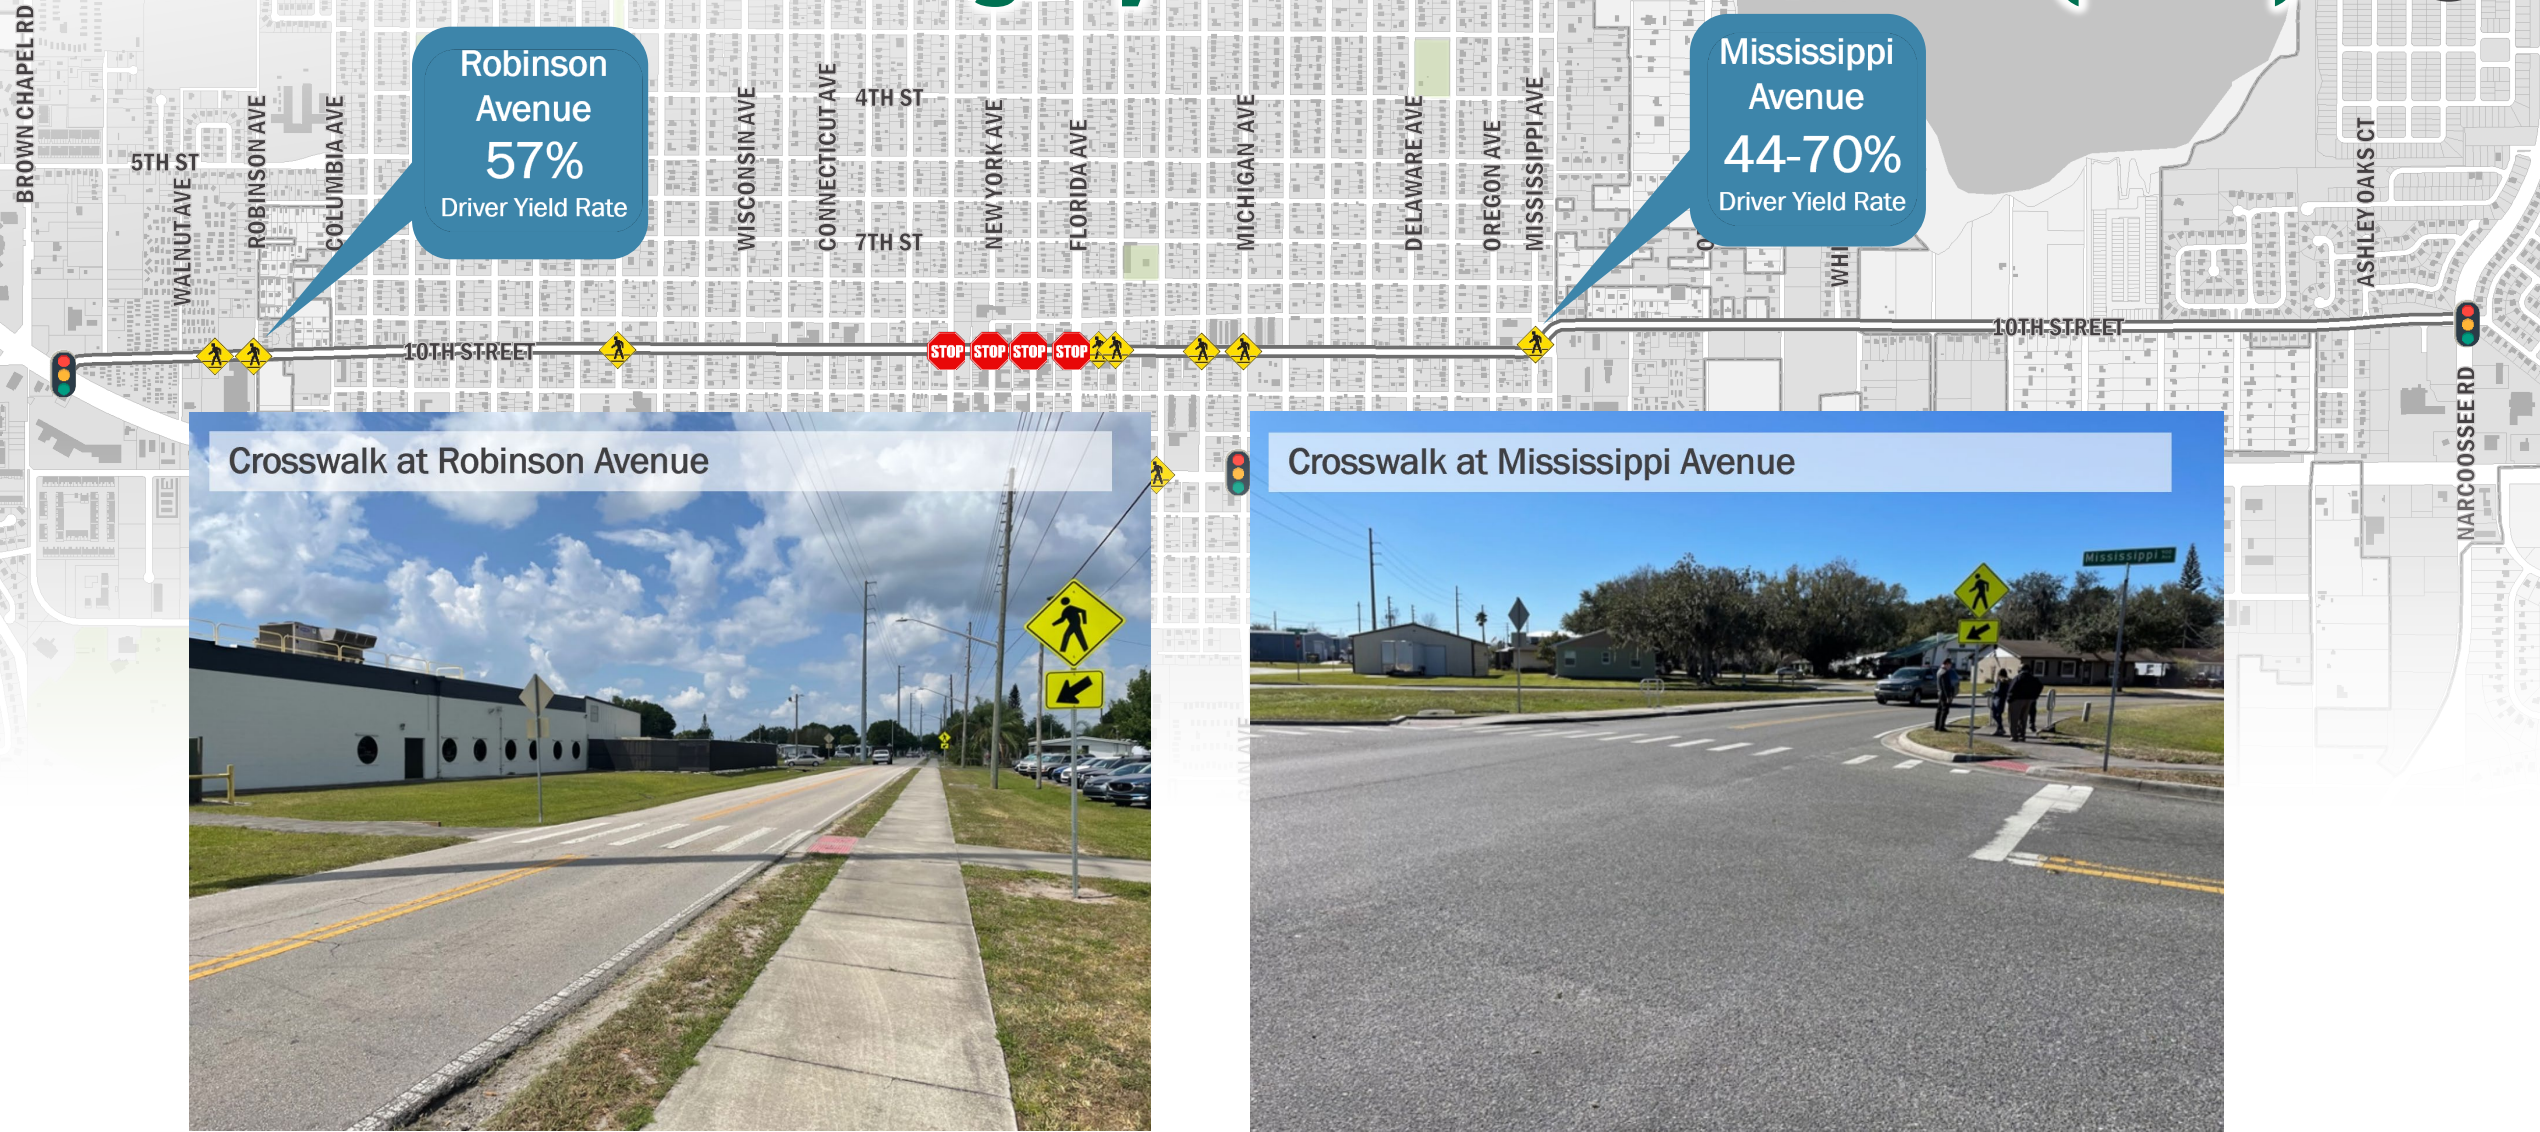 BROWN CHAPEL RD
5TH ST
WALNUT AVE
ROBINSON AVE
COLUMBIA AVE
Robinson
Avenue
57%
Driver Yield Rate
WISCONSIN AVE
CONNECTICUT AVE
4TH ST
7TH ST
NEW YORK AVE
FLORIDA AVE
MICHIGAN AVE
DELAWARE AVE
OREGON AVE
MISSISSIPPI AVE
Mississippi
Avenue
44-70%
Driver Yield Rate
WHI
ASHLEY OAKS CT
10TH STREET
STOP
STOP
STOP
STOP
10TH STREET
NARCOOSSEE RD
Crosswalk at Robinson Avenue
Crosswalk at Mississippi Avenue
Mississippi